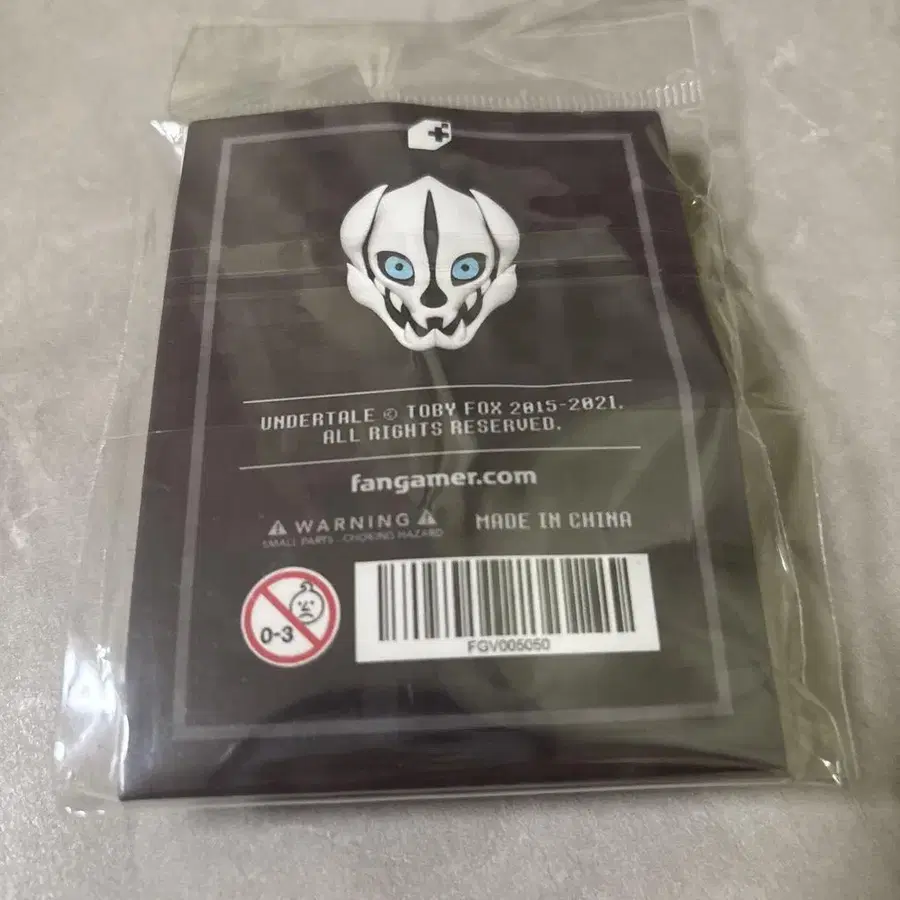 UNDERTALE © TOBY FOX 2015-2021.
ALL RIGHTS RESERVED.
fangamer.com
WARNING
SMALL PARTS - CHOKING HAZARD
MADE IN CHINA
0-3
FGV005050